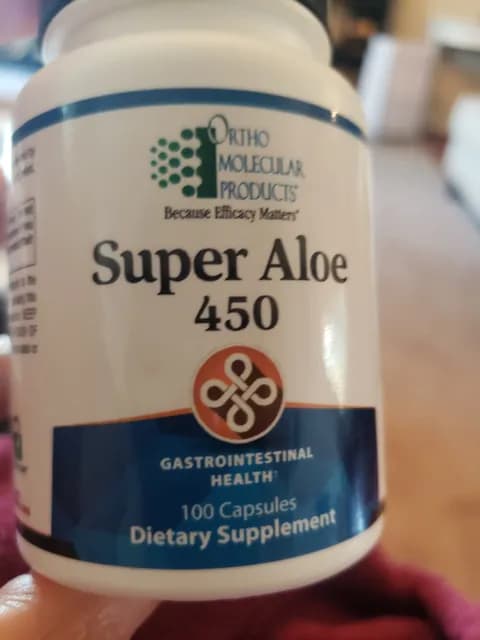 ORTHO
MOLECULAR
PRODUCTS
Because Efficacy Matters®
Super Aloe
450
GASTROINTESTINAL
HEALTH†
100 Capsules
Dietary Supplement